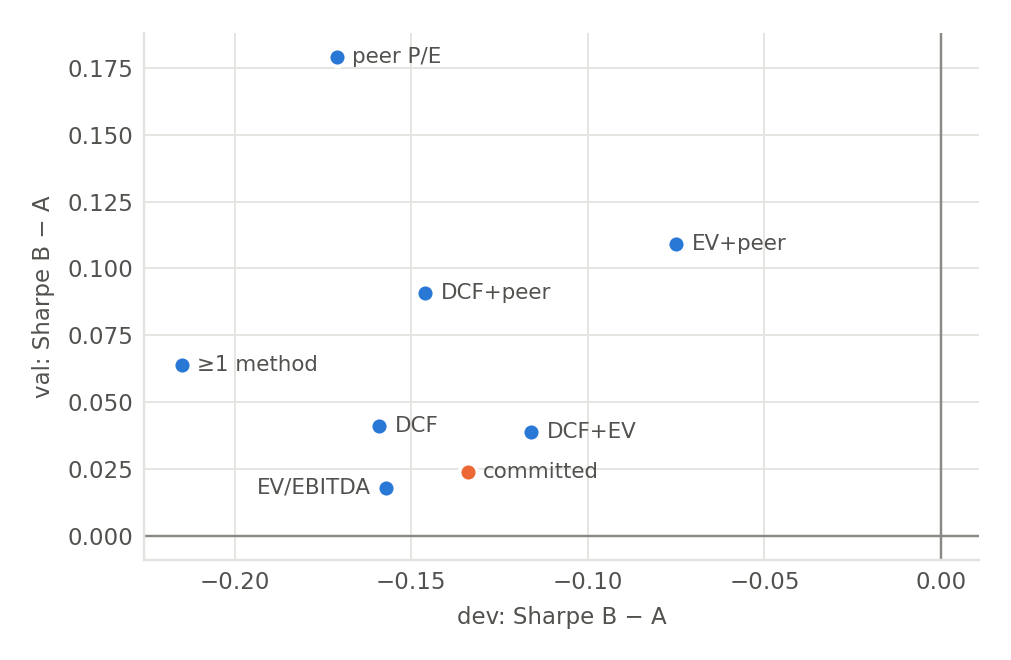 0.175
0.150
0.125
0.100
0.075
0.050
0.025
0.000
val: Sharpe B − A
peer P/E
EV+peer
DCF+peer
≥1 method
DCF
DCF+EV
committed
EV/EBITDA
−0.20
−0.15
−0.10
−0.05
0.00
dev: Sharpe B − A